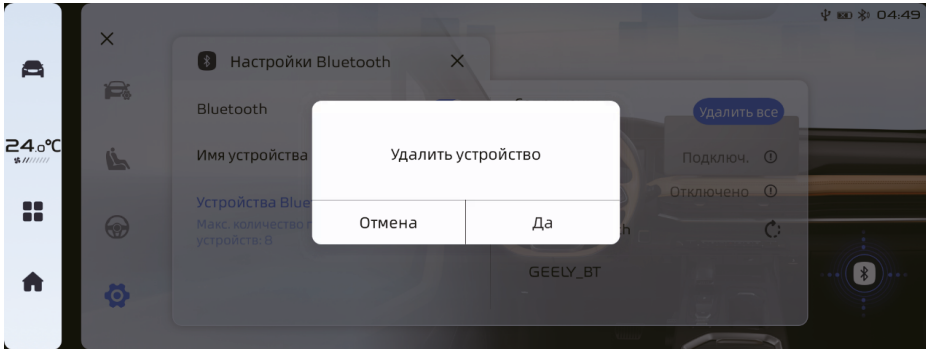 04:49
Настройки Bluetooth
Bluetooth
Удалить все
24.0°C
Имя устройства
Удалить устройство
Подключ.
Устройства
Отключено
Макс. количество
устройств: 8
Отмена
Да
GEELY_BT